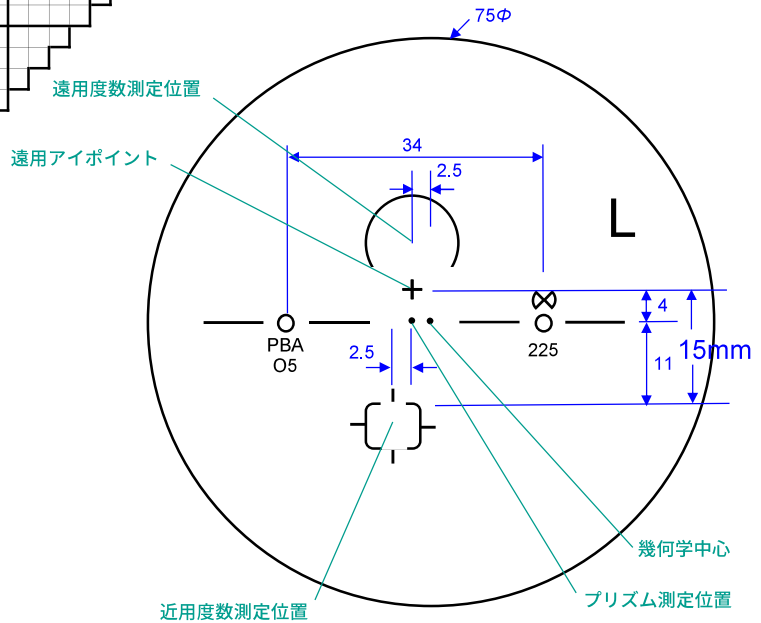 75Φ
遠用度数測定位置
34
遠用アイポイント
2.5
L
4
PBA
O5
225
2.5
11
15mm
幾何学中心
プリズム測定位置
近用度数測定位置